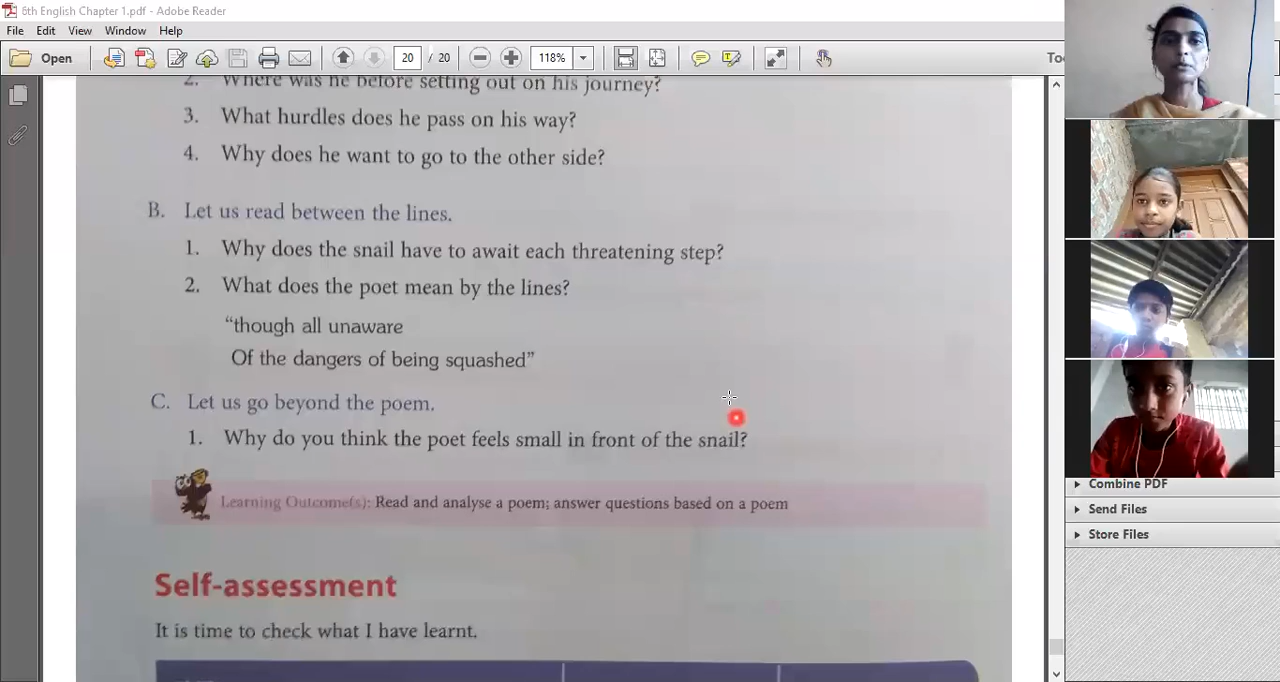 6th English Chapter 1.pdf - Adobe Reader
File Edit View Window Help
Open 20 / 20 118%
2. Where was he before setting out on his journey?
3. What hurdles does he pass on his way?
4. Why does he want to go to the other side?
B. Let us read between the lines.
1. Why does the snail have to await each threatening step?
2. What does the poet mean by the lines?
“though all unaware
Of the dangers of being squashed”
C. Let us go beyond the poem.
1. Why do you think the poet feels small in front of the snail?
Learning Outcome(s): Read and analyse a poem; answer questions based on a poem
Self-assessment
It is time to check what I have learnt.
Combine PDF
Send Files
Store Files